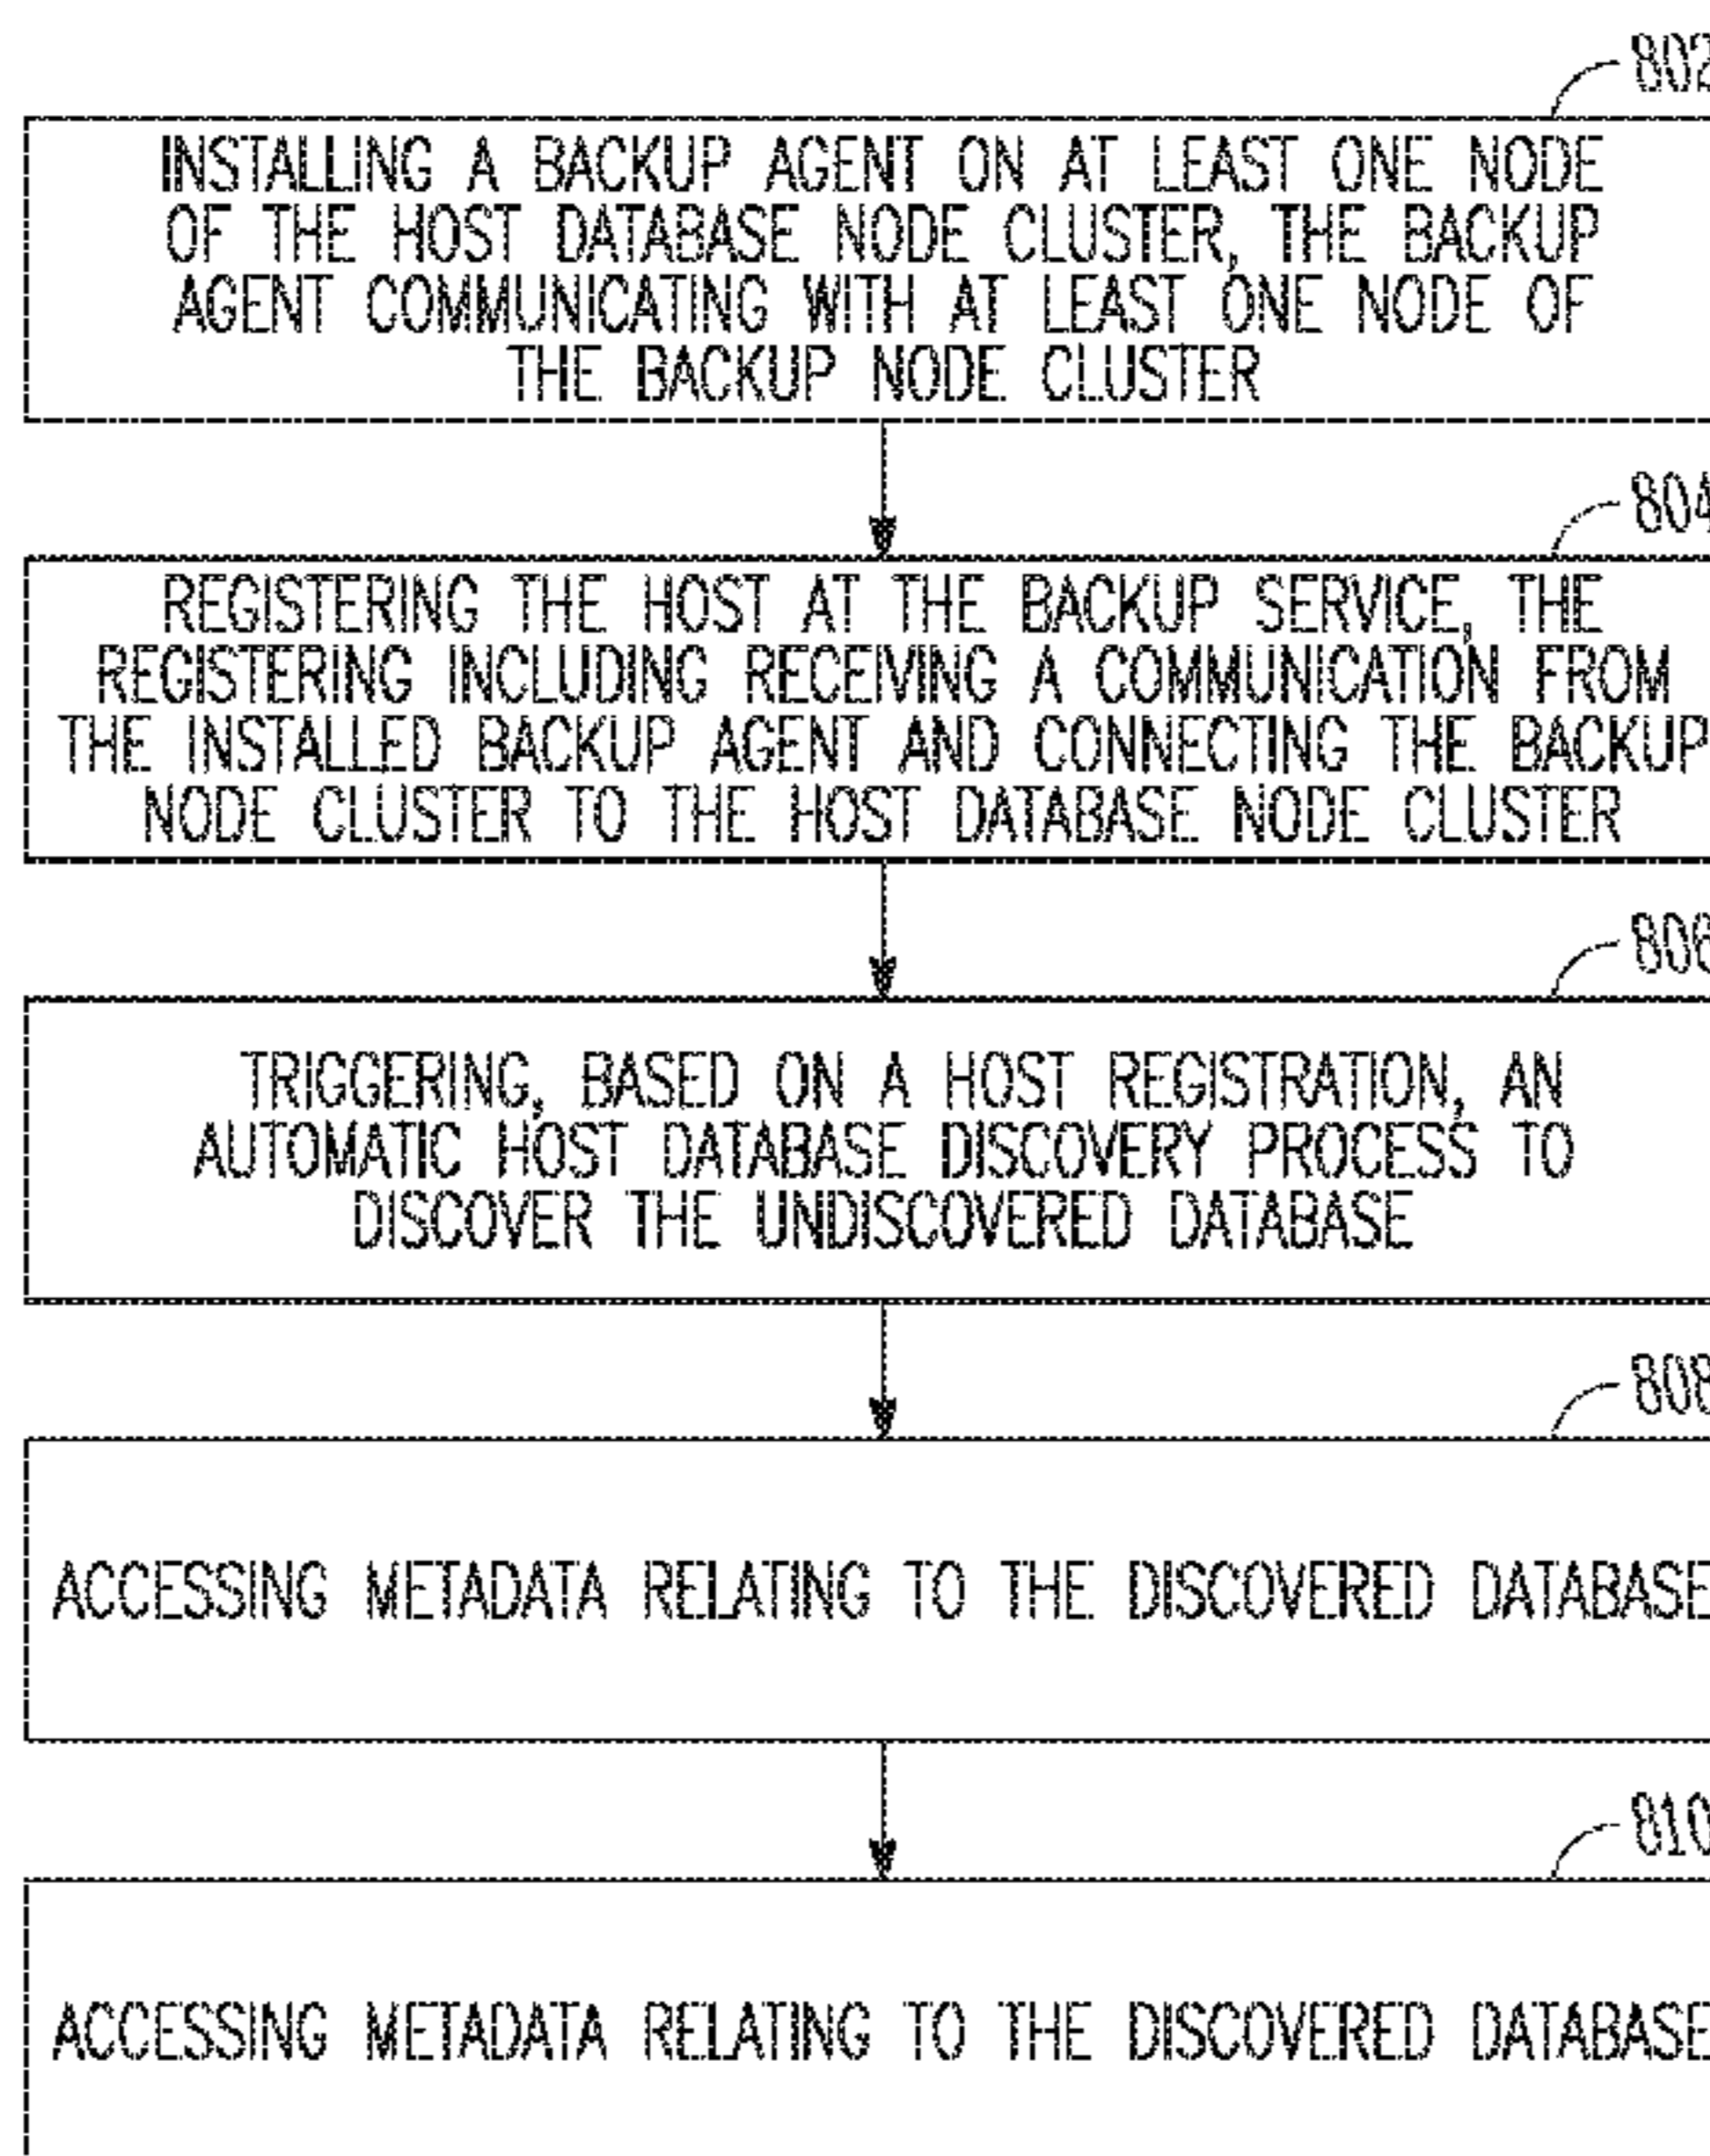 802
INSTALLING A BACKUP AGENT ON AT LEAST ONE NODE
OF THE HOST DATABASE NODE CLUSTER, THE BACKUP
AGENT COMMUNICATING WITH AT LEAST ONE NODE OF
THE BACKUP NODE CLUSTER
804
REGISTERING THE HOST AT THE BACKUP SERVICE, THE
REGISTERING INCLUDING RECEIVING A COMMUNICATION FROM
THE INSTALLED BACKUP AGENT AND CONNECTING THE BACKUP
NODE CLUSTER TO THE HOST DATABASE NODE CLUSTER
806
TRIGGERING, BASED ON A HOST REGISTRATION, AN
AUTOMATIC HOST DATABASE DISCOVERY PROCESS TO
DISCOVER THE UNDISCOVERED DATABASE
808
ACCESSING METADATA RELATING TO THE DISCOVERED DATABASE
810
ACCESSING METADATA RELATING TO THE DISCOVERED DATABASE